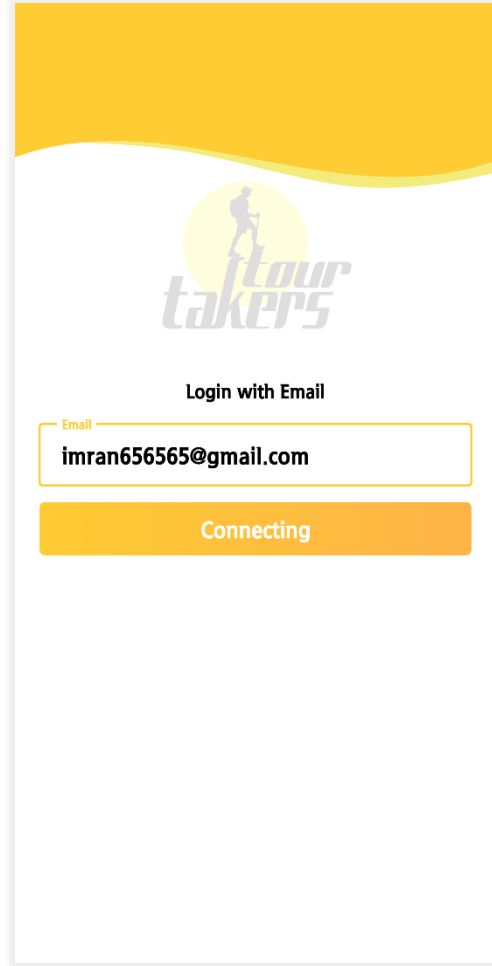 tour
takers
Login with Email
Email
imran656565@gmail.com
Connecting